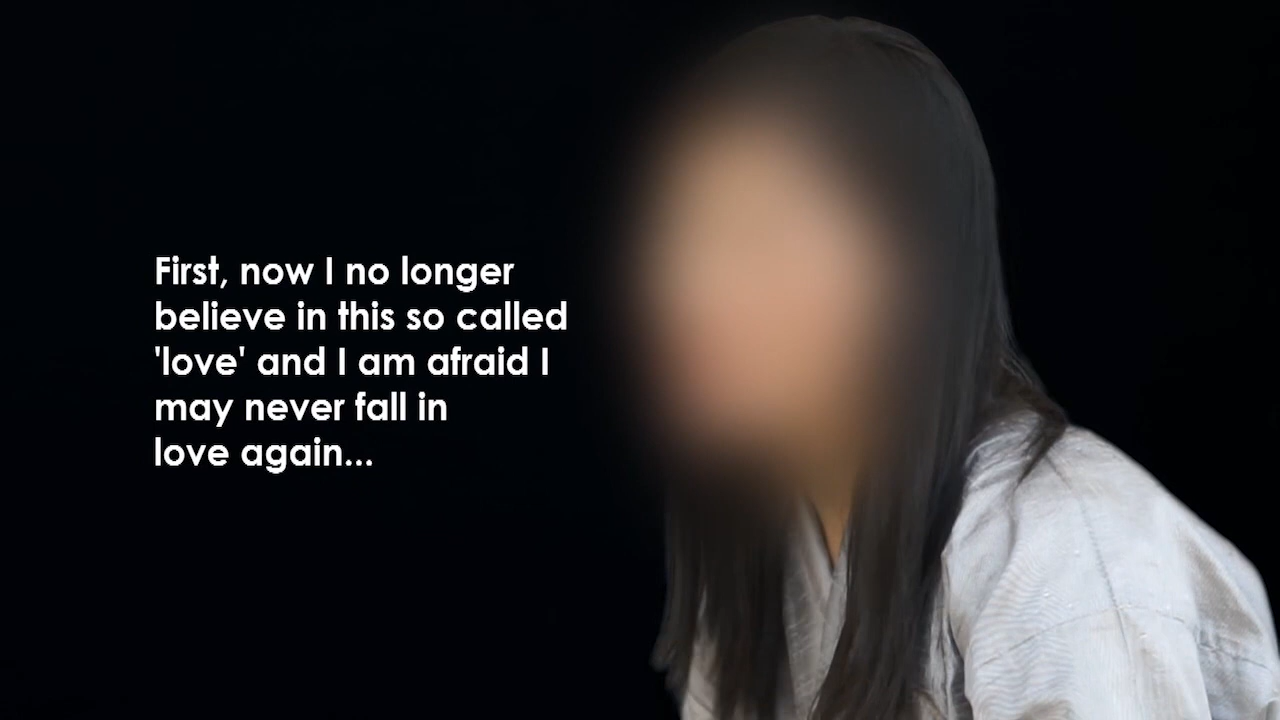 First, now I no longer
believe in this so called
'love' and I am afraid I
may never fall in
love again...